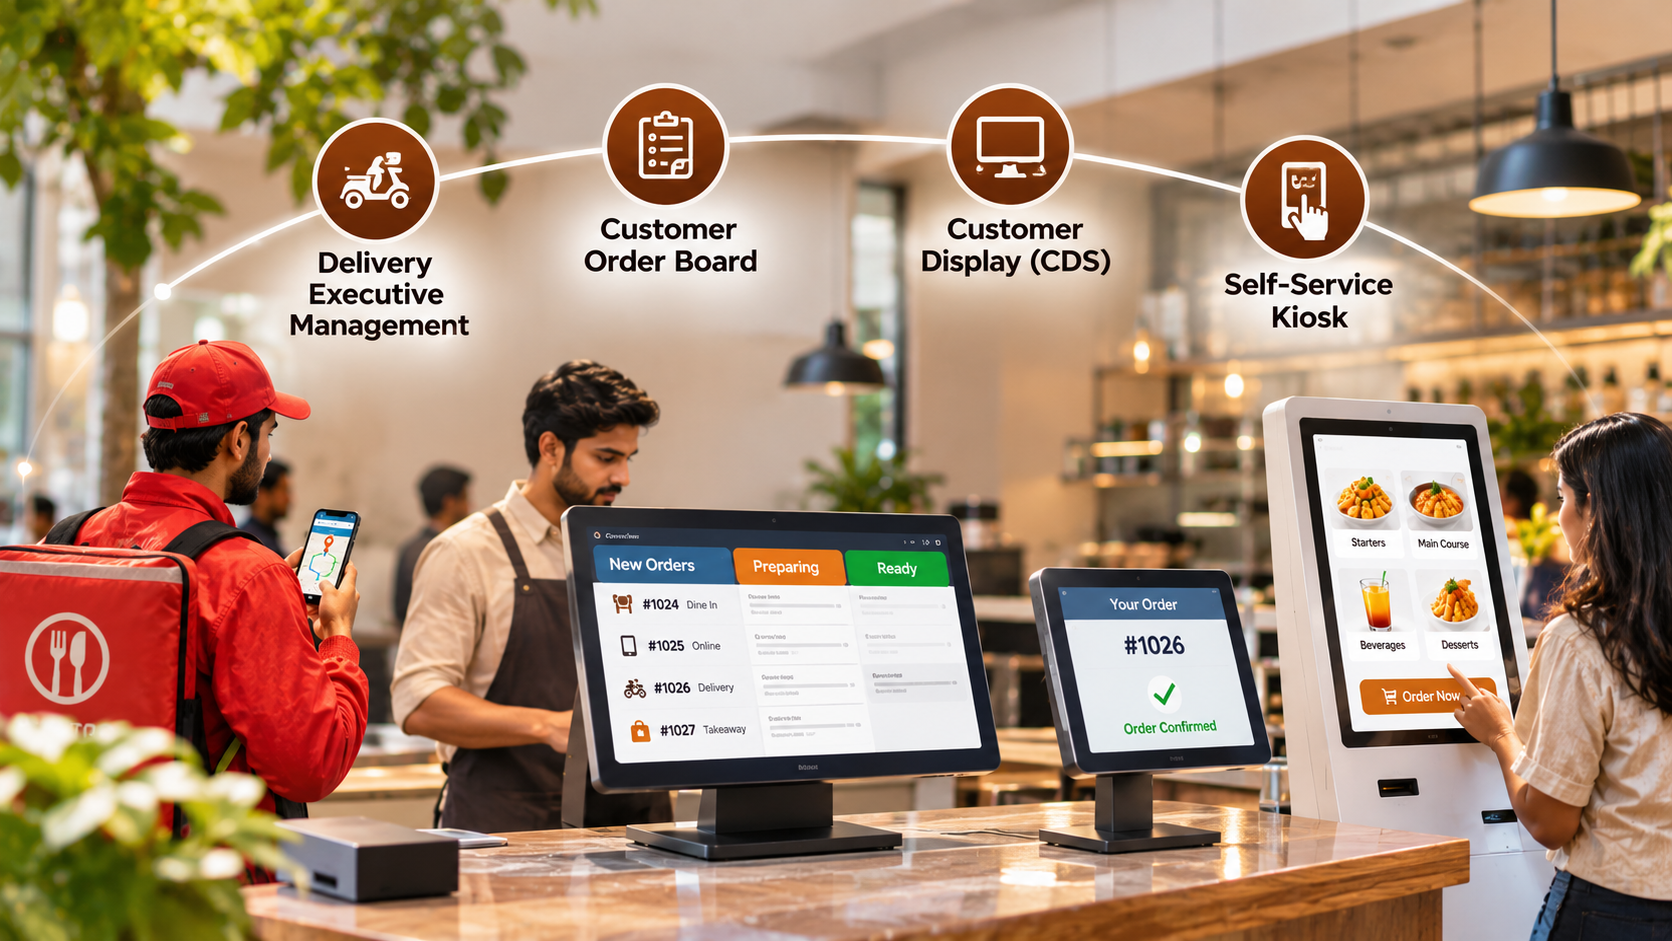 Delivery
Executive
Management
Customer
Order Board
Customer
Display (CDS)
Self-Service
Kiosk
New Orders
Preparing
Ready
#1024 Dine In
#1025 Online
#1026 Delivery
#1027 Takeaway
Your Order
#1026
Order Confirmed
Starters
Main Course
Beverages
Desserts
Order Now